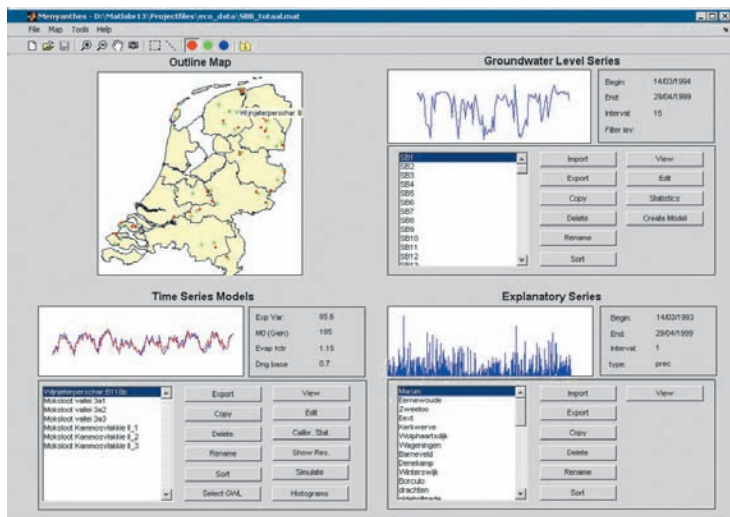 Menyanthes - D:\Matlabr13\Projectfiles\eco_data\SBB_totaal.mat
File Map Tools Help
Outline Map
Wijnjeterperschar B
Groundwater Level Series
Begin: 14/03/1994
End: 29/04/1999
Interval: 15
Filter lev:
SB1
SB2
SB3
SB4
SB5
SB6
SB7
SB8
SB9
SB10
SB11
SB12
SB13
Import View
Export Edit
Copy Statistics
Delete Create Model
Rename
Sort
Time Series Models
Exp Var: 85.6
M0 (Gain) 185
Evap fctr 1.15
Dng base 0.7
Wijnjeterperschar B118b
Moksloot vallei 3a1
Moksloot vallei 3a2
Moksloot vallei 3a3
Moksloot Kammosvlakkie II_1
Moksloot Kammosvlakkie II_2
Moksloot Kammosvlakkie II_3
Export View
Copy Edit
Delete Calibr. Stat.
Rename Show Res.
Sort Simulate
Select GWL Histograms
Explanatory Series
Begin: 14/03/1993
End: 29/04/1999
Interval: 1
type: prec
Marum
Eernewoude
Zweeloo
Eext
Kerkwerve
Wolphaartsdijk
Wageningen
Barneveld
Denekamp
Winterswijk
Borculo
drachten
Import View
Export
Copy
Delete
Rename
Sort